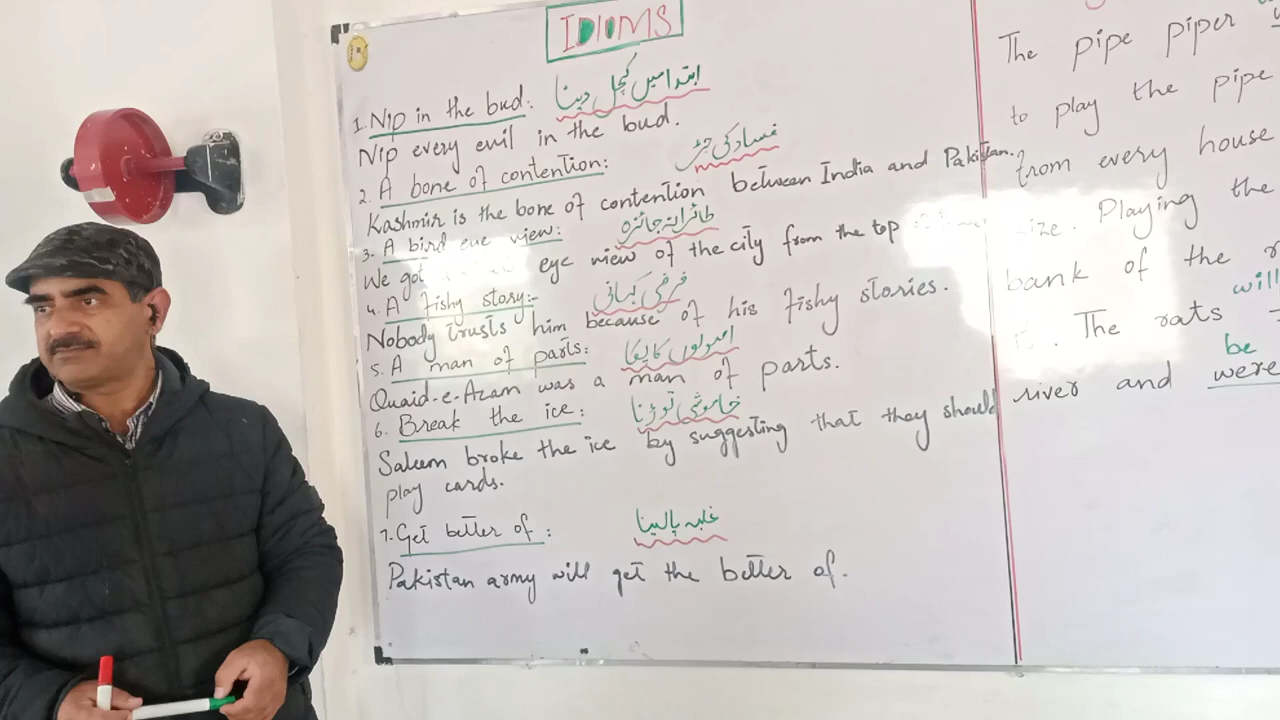 IDIOMS
1. Nip in the bud: ابتدا میں کچل دینا
Nip every evil in the bud.
2. A bone of contention: فساد کی جڑ
Kashmir is the bone of contention between India and Pakistan.
3. A bird eye view: طائرانہ جائزہ
We got eye view of the city from the top
4. A fishy story:- فرضی کہانی
Nobody trusts him because of his fishy stories.
5. A man of parts: اصولوں کا پکا
Quaid-e-Azam was a man of parts.
6. Break the ice: خاموشی توڑنا
Saleem broke the ice by suggesting that they should
play cards.
7. Get better of: غلبہ پالینا
Pakistan army will get the better of.
The pipe piper
to play the pipe
from every house
size. Playing the
bank of the
will
The rats
be
river and were